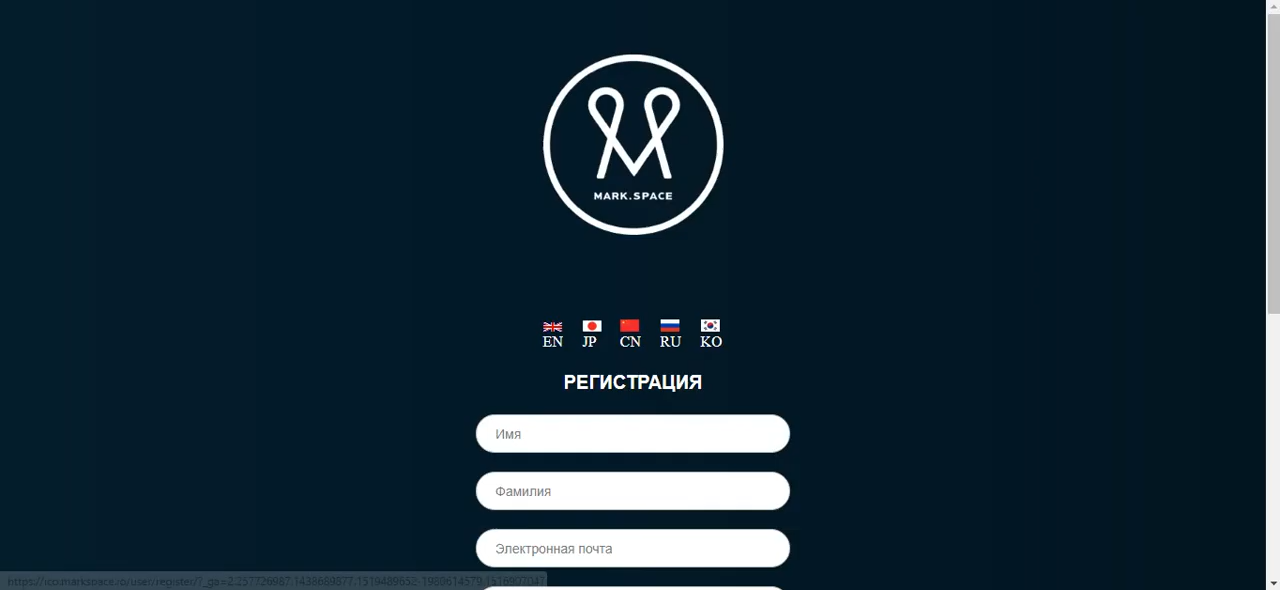 MARK.SPACE
EN JP CN RU KO
РЕГИСТРАЦИЯ
Имя
Фамилия
Электронная почта